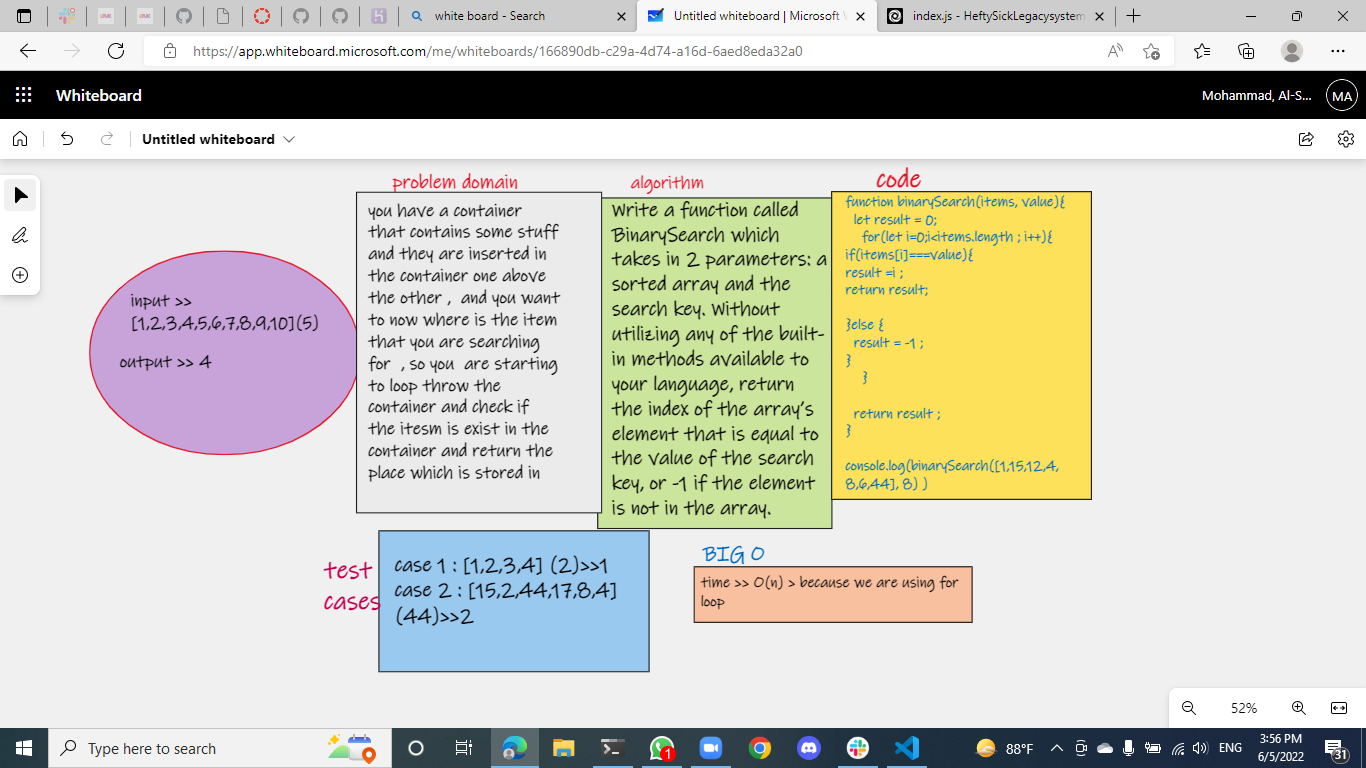 white board - Search
Untitled whiteboard | Microsoft W
index.js - HeftySickLegacysystem
https://app.whiteboard.microsoft.com/me/whiteboards/166890db-c29a-4d74-a16d-6aed8eda32a0
Whiteboard
Mohammad, Al-S...
MA
Untitled whiteboard
input >>
[1,2,3,4,5,6,7,8,9,10](5)
output >> 4
problem domain
you have a container
that contains some stuff
and they are inserted in
the container one above
the other , and you want
to now where is the item
that you are searching
for , so you are starting
to loop throw the
container and check if
the itesm is exist in the
container and return the
place which is stored in
algorithm
Write a function called
BinarySearch which
takes in 2 parameters: a
sorted array and the
search key. Without
utilizing any of the built-
in methods available to
your language, return
the index of the array's
element that is equal to
the value of the search
key, or -1 if the element
is not in the array.
code
function binarySearch(items, value){
let result = 0;
for(let i=0;i<items.length ; i++){
if(items[i]===value){
result =i ;
return result;
}else {
result = -1 ;
}
}
return result ;
}
console.log(binarySearch([1,15,12,4,
8,6,44], 8) )
test
cases
case 1 : [1,2,3,4] (2)>>1
case 2 : [15,2,44,17,8,4]
(44)>>2
BIG O
time >> O(n) > because we are using for
loop
52%
Type here to search
1
88°F
ENG
3:56 PM
6/5/2022
31